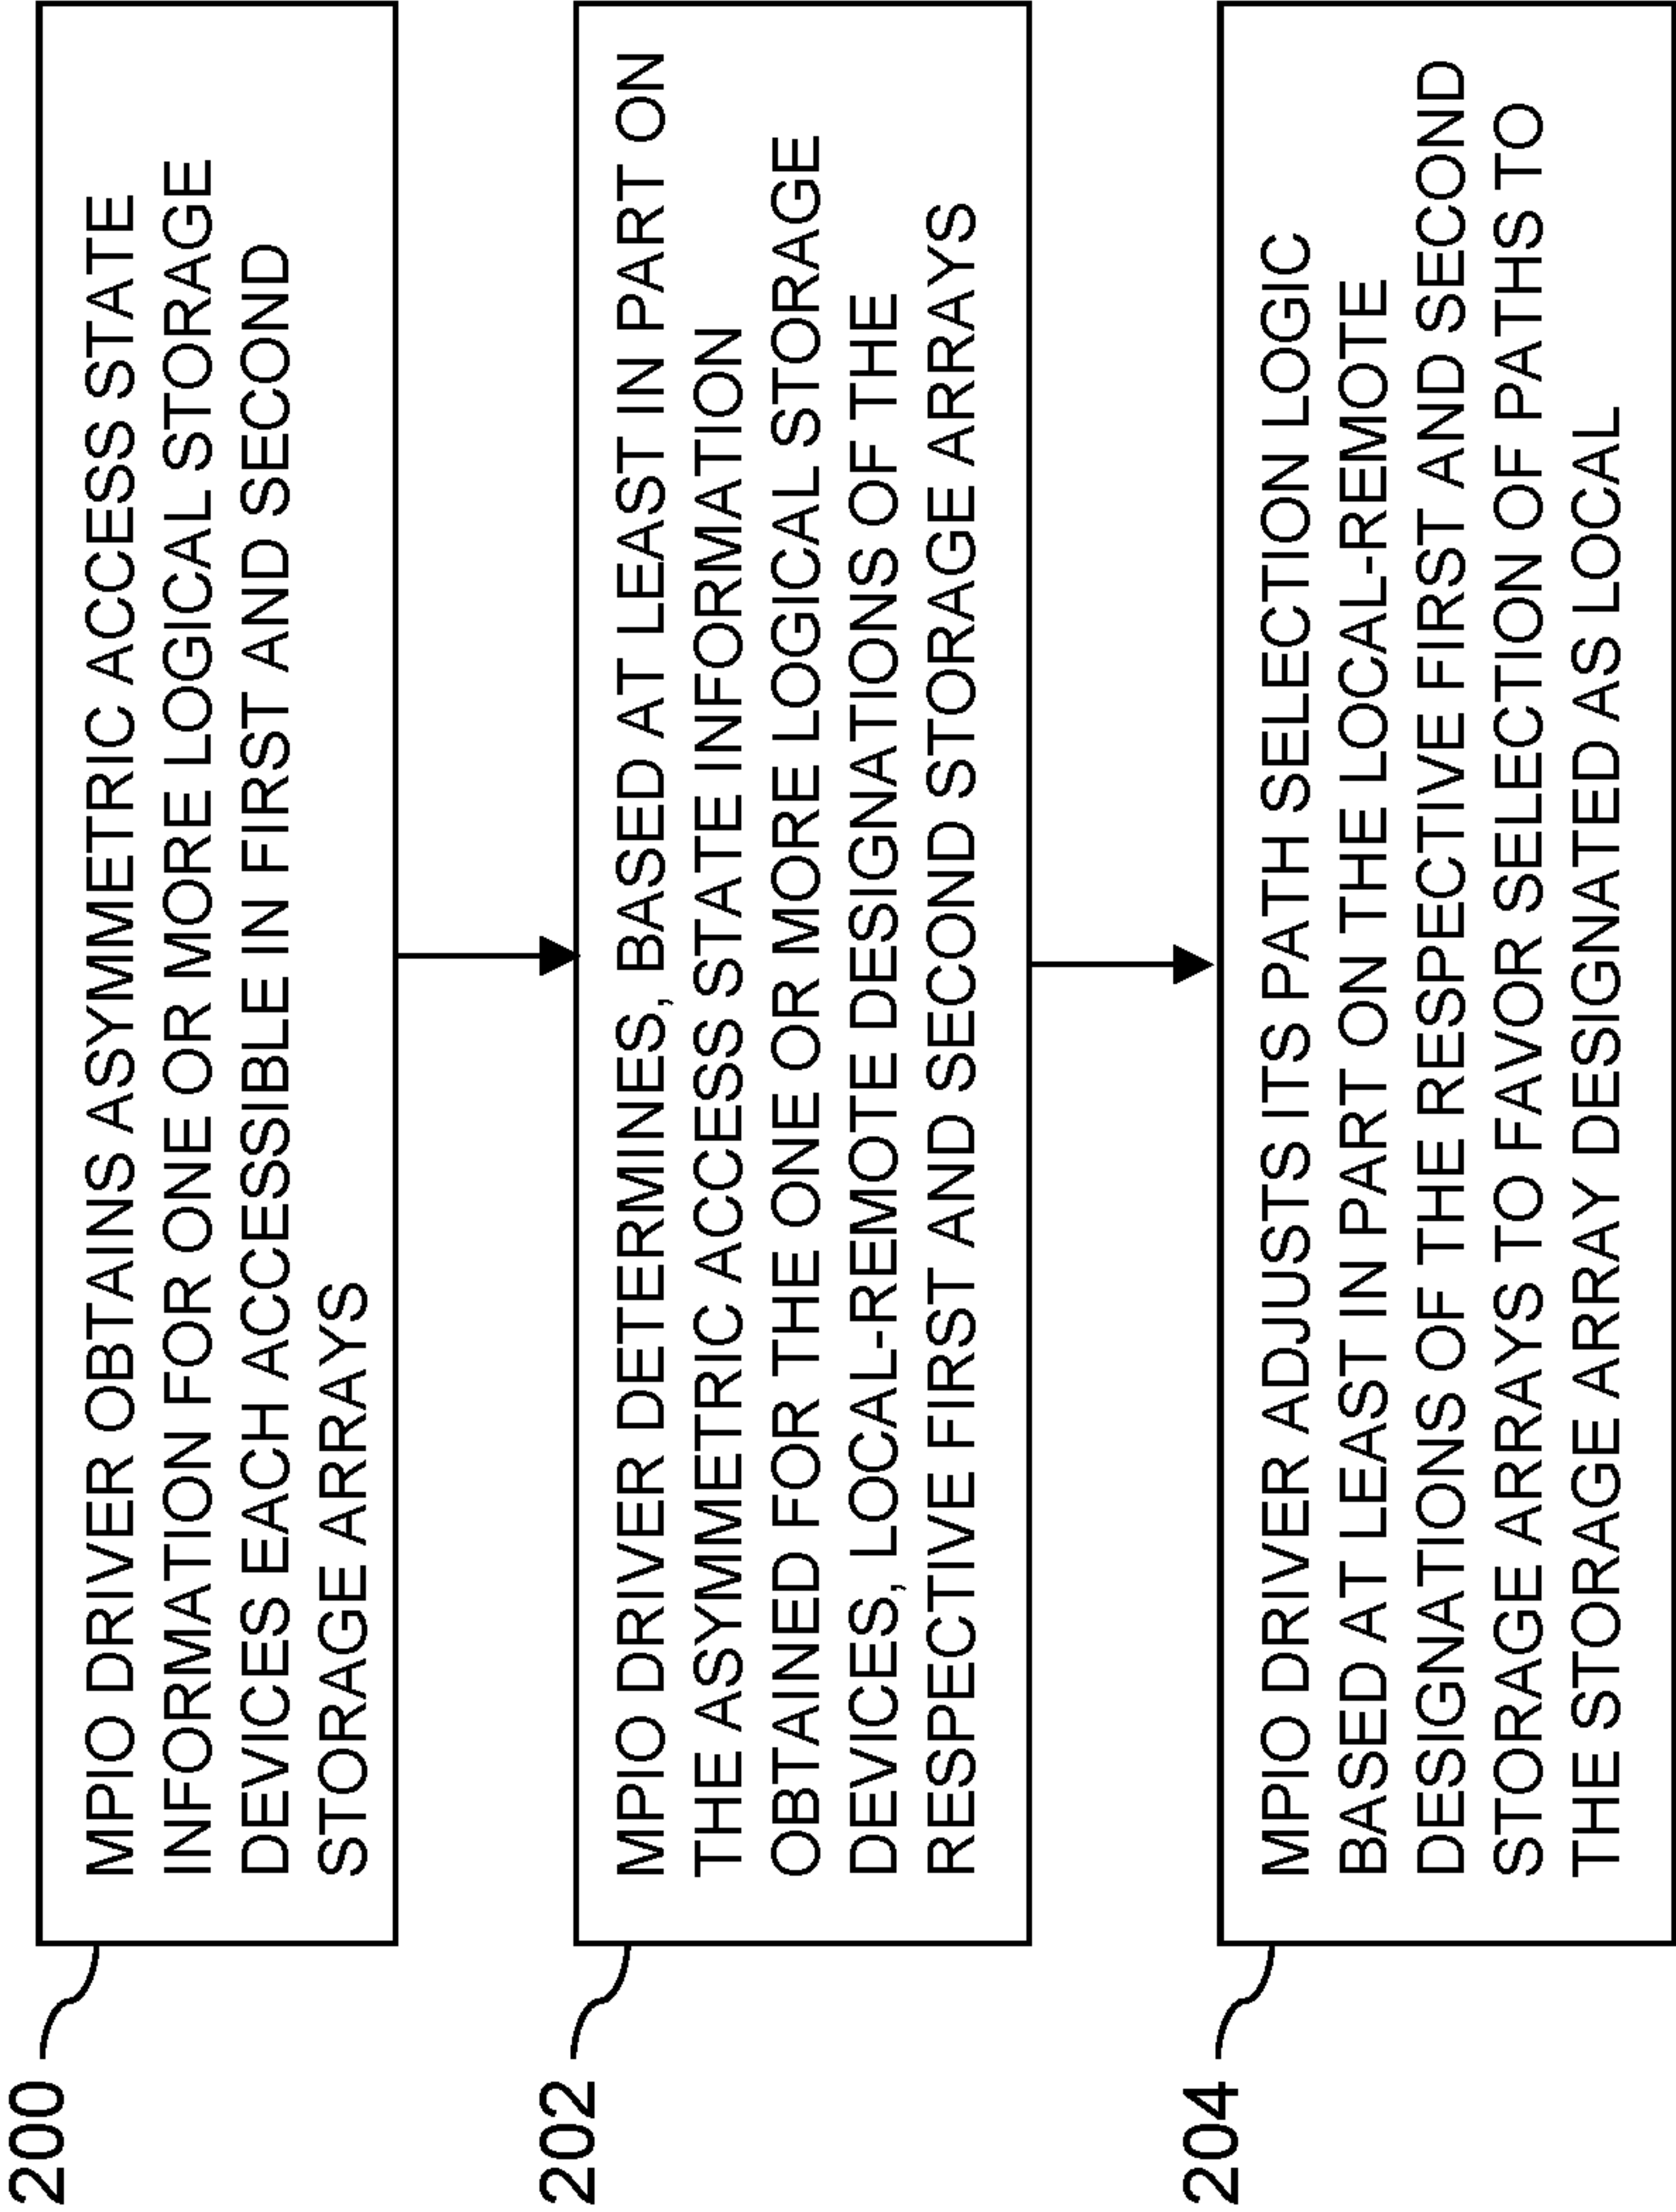 200
MPIO DRIVER OBTAINS ASYMMETRIC ACCESS STATE
INFORMATION FOR ONE OR MORE LOGICAL STORAGE
DEVICES EACH ACCESSIBLE IN FIRST AND SECOND
STORAGE ARRAYS
202
MPIO DRIVER DETERMINES, BASED AT LEAST IN PART ON
THE ASYMMETRIC ACCESS STATE INFORMATION
OBTAINED FOR THE ONE OR MORE LOGICAL STORAGE
DEVICES, LOCAL-REMOTE DESIGNATIONS OF THE
RESPECTIVE FIRST AND SECOND STORAGE ARRAYS
204
MPIO DRIVER ADJUSTS ITS PATH SELECTION LOGIC
BASED AT LEAST IN PART ON THE LOCAL-REMOTE
DESIGNATIONS OF THE RESPECTIVE FIRST AND SECOND
STORAGE ARRAYS TO FAVOR SELECTION OF PATHS TO
THE STORAGE ARRAY DESIGNATED AS LOCAL